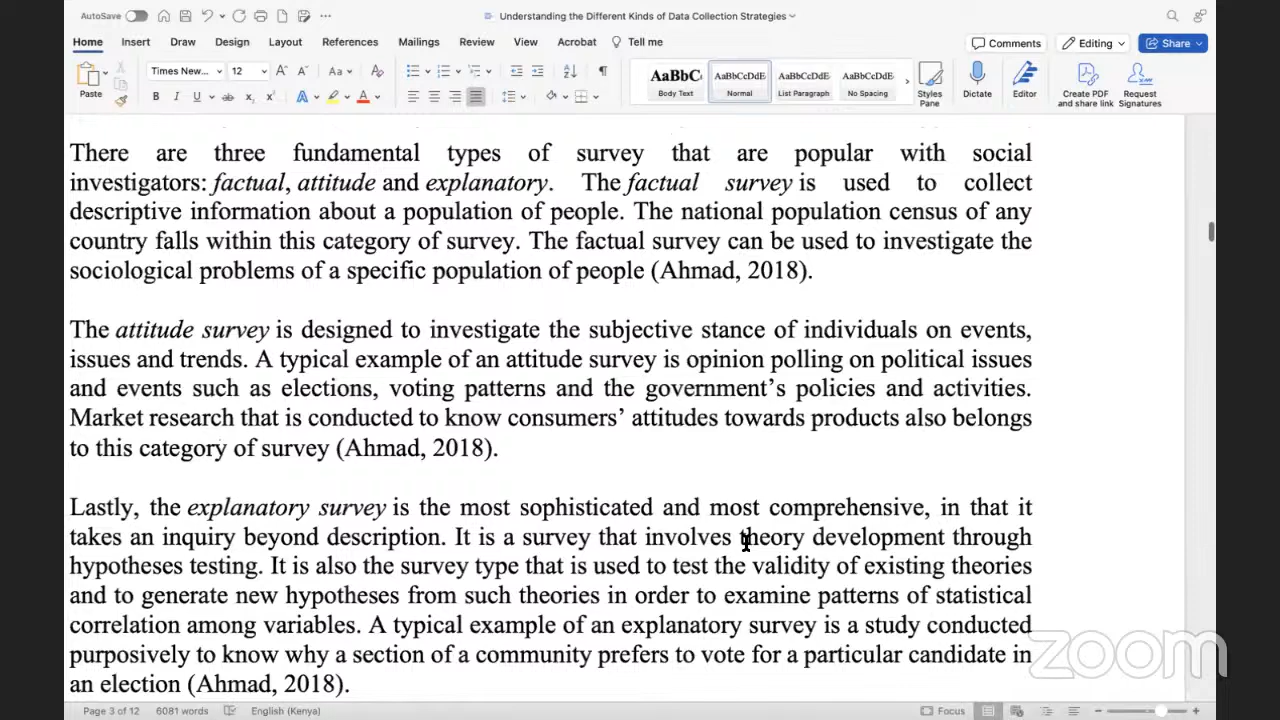 AutoSave
Understanding the Different Kinds of Data Collection Strategies
Home Insert Draw Design Layout References Mailings Review View Acrobat Tell me Comments Editing Share
Paste Times New... 12 Aa
AaBbC AaBbCcDdE AaBbCcDdE AaBbCcDdE
Body Text Normal List Paragraph No Spacing Styles Pane Dictate Editor Create PDF and share link Request Signatures
There are three fundamental types of survey that are popular with social
investigators: factual, attitude and explanatory. The factual survey is used to collect
descriptive information about a population of people. The national population census of any
country falls within this category of survey. The factual survey can be used to investigate the
sociological problems of a specific population of people (Ahmad, 2018).
The attitude survey is designed to investigate the subjective stance of individuals on events,
issues and trends. A typical example of an attitude survey is opinion polling on political issues
and events such as elections, voting patterns and the government’s policies and activities.
Market research that is conducted to know consumers’ attitudes towards products also belongs
to this category of survey (Ahmad, 2018).
Lastly, the explanatory survey is the most sophisticated and most comprehensive, in that it
takes an inquiry beyond description. It is a survey that involves theory development through
hypotheses testing. It is also the survey type that is used to test the validity of existing theories
and to generate new hypotheses from such theories in order to examine patterns of statistical
correlation among variables. A typical example of an explanatory survey is a study conducted
purposively to know why a section of a community prefers to vote for a particular candidate in
an election (Ahmad, 2018).
zoom
Page 3 of 12 6081 words English (Kenya) Focus